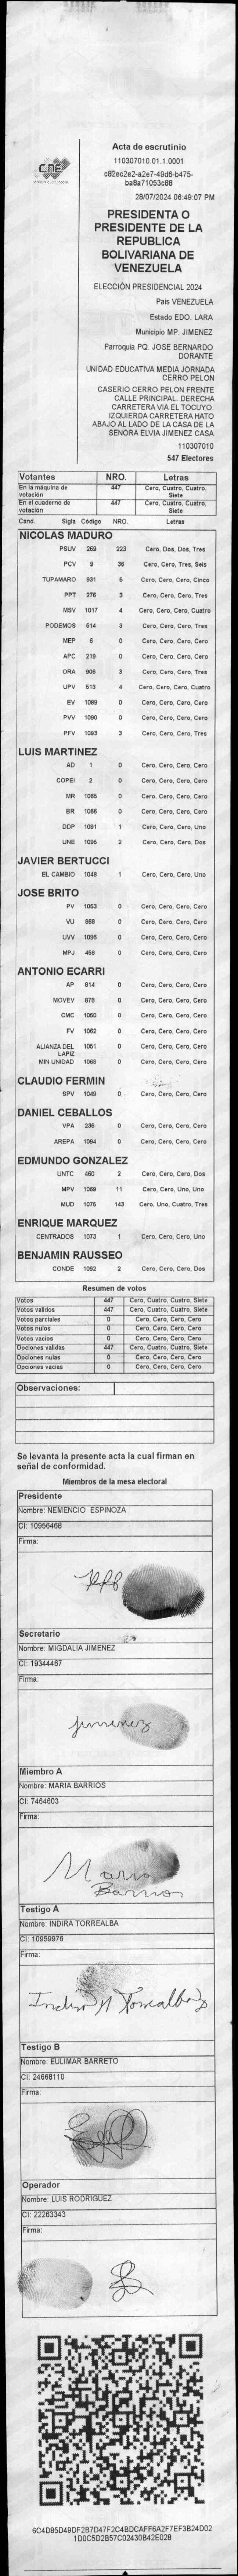 CNE
Acta de escrutinio
110307010.01.1.0001
c82ec2e2-a2e7-49d6-b475-
ba8a71053c88
28/07/2024 06:49:07 PM
PRESIDENTA O
PRESIDENTE DE LA
REPUBLICA
BOLIVARIANA DE
VENEZUELA
ELECCIÓN PRESIDENCIAL 2024
Pais VENEZUELA
Estado EDO. LARA
Municipio MP. JIMENEZ
Parroquia PQ. JOSE BERNARDO
DORANTE
UNIDAD EDUCATIVA MEDIA JORNADA
CERRO PELON
CASERIO CERRO PELON FRENTE
CALLE PRINCIPAL. DERECHA
CARRETERA VIA EL TOCUYO.
IZQUIERDA CARRETERA HATO
ABAJO AL LADO DE LA CASA DE LA
SENORA ELVIA JIMENEZ CASA
110307010
547 Electores
Votantes NRO. Letras
En la máquina de votación 447 Cero, Cuatro, Cuatro, Siete
En el cuaderno de votación 447 Cero, Cuatro, Cuatro, Siete
Cand. Sigla Código NRO. Letras
NICOLAS MADURO
PSUV 269 223 Cero, Dos, Dos, Tres
PCV 9 36 Cero, Cero, Tres, Seis
TUPAMARO 931 5 Cero, Cero, Cero, Cinco
PPT 276 3 Cero, Cero, Cero, Tres
MSV 1017 4 Cero, Cero, Cero, Cuatro
PODEMOS 514 3 Cero, Cero, Cero, Tres
MEP 6 0 Cero, Cero, Cero, Cero
APC 219 0 Cero, Cero, Cero, Cero
ORA 906 3 Cero, Cero, Cero, Tres
UPV 513 4 Cero, Cero, Cero, Cuatro
EV 1089 0 Cero, Cero, Cero, Cero
PVV 1090 0 Cero, Cero, Cero, Cero
PFV 1093 3 Cero, Cero, Cero, Tres
LUIS MARTINEZ
AD 1 0 Cero, Cero, Cero, Cero
COPEI 2 0 Cero, Cero, Cero, Cero
MR 1065 0 Cero, Cero, Cero, Cero
BR 1066 0 Cero, Cero, Cero, Cero
DDP 1091 1 Cero, Cero, Cero, Uno
UNE 1095 2 Cero, Cero, Cero, Dos
JAVIER BERTUCCI
EL CAMBIO 1048 1 Cero, Cero, Cero, Uno
JOSE BRITO
PV 1053 0 Cero, Cero, Cero, Cero
VU 868 0 Cero, Cero, Cero, Cero
UVV 1096 0 Cero, Cero, Cero, Cero
MPJ 458 0 Cero, Cero, Cero, Cero
ANTONIO ECARRI
AP 814 0 Cero, Cero, Cero, Cero
MOVEV 878 0 Cero, Cero, Cero, Cero
CMC 1050 0 Cero, Cero, Cero, Cero
FV 1062 0 Cero, Cero, Cero, Cero
ALIANZA DEL LAPIZ 1051 0 Cero, Cero, Cero, Cero
MIN UNIDAD 1068 0 Cero, Cero, Cero, Cero
CLAUDIO FERMIN
SPV 1049 0 Cero, Cero, Cero, Cero
DANIEL CEBALLOS
VPA 236 0 Cero, Cero, Cero, Cero
AREPA 1094 0 Cero, Cero, Cero, Cero
EDMUNDO GONZALEZ
UNTC 460 2 Cero, Cero, Cero, Dos
MPV 1069 11 Cero, Cero, Uno, Uno
MUD 1075 143 Cero, Uno, Cuatro, Tres
ENRIQUE MARQUEZ
CENTRADOS 1073 1 Cero, Cero, Cero, Uno
BENJAMIN RAUSSEO
CONDE 1092 2 Cero, Cero, Cero, Dos
Resumen de votos
Votos 447 Cero, Cuatro, Cuatro, Siete
Votos validos 447 Cero, Cuatro, Cuatro, Siete
Votos parciales 0 Cero, Cero, Cero, Cero
Votos nulos 0 Cero, Cero, Cero, Cero
Votos vacios 0 Cero, Cero, Cero, Cero
Opciones validas 447 Cero, Cuatro, Cuatro, Siete
Opciones nulas 0 Cero, Cero, Cero, Cero
Opciones vacias 0 Cero, Cero, Cero, Cero
Observaciones:
Se levanta la presente acta la cual firman en
señal de conformidad.
Miembros de la mesa electoral
Presidente
Nombre: NEMENCIO ESPINOZA
CI: 10956468
Firma:
Secretario
Nombre: MIGDALIA JIMENEZ
CI: 19344467
Firma:
Jimenez
Miembro A
Nombre: MARIA BARRIOS
CI: 7464603
Firma:
Maria
Barrios
Testigo A
Nombre: INDIRA TORREALBA
CI: 10959976
Firma:
Indira M Torrealba
Testigo B
Nombre: EULIMAR BARRETO
CI: 24668110
Firma:
Operador
Nombre: LUIS RODRIGUEZ
CI: 22263343
Firma:
6C4D85D49DF2B7D47F2C4BDCAFF6A2F7EF3B24D02
1D0C5D2B57C02430B42E028